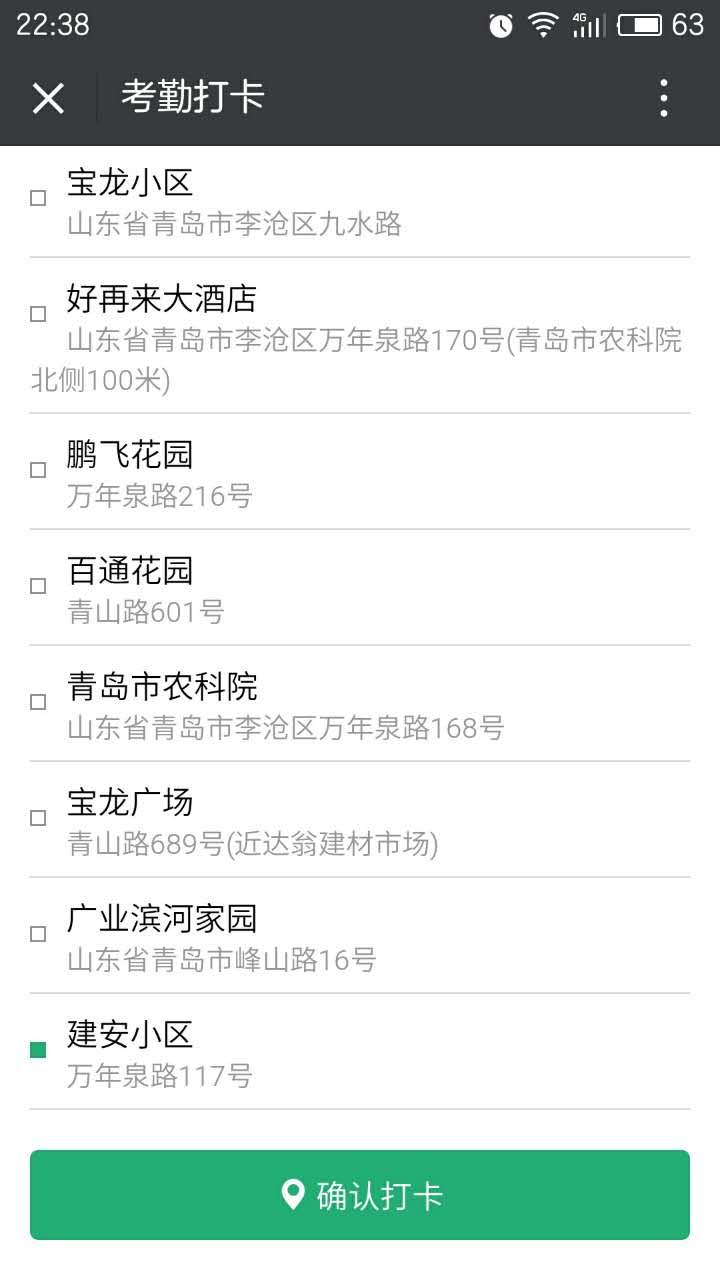 22:38
4G
63
考勤打卡
宝龙小区
山东省青岛市李沧区九水路
好再来大酒店
山东省青岛市李沧区万年泉路170号(青岛市农科院
北侧100米)
鹏飞花园
万年泉路216号
百通花园
青山路601号
青岛市农科院
山东省青岛市李沧区万年泉路168号
宝龙广场
青山路689号(近达翁建材市场)
广业滨河家园
山东省青岛市峰山路16号
建安小区
万年泉路117号
确认打卡